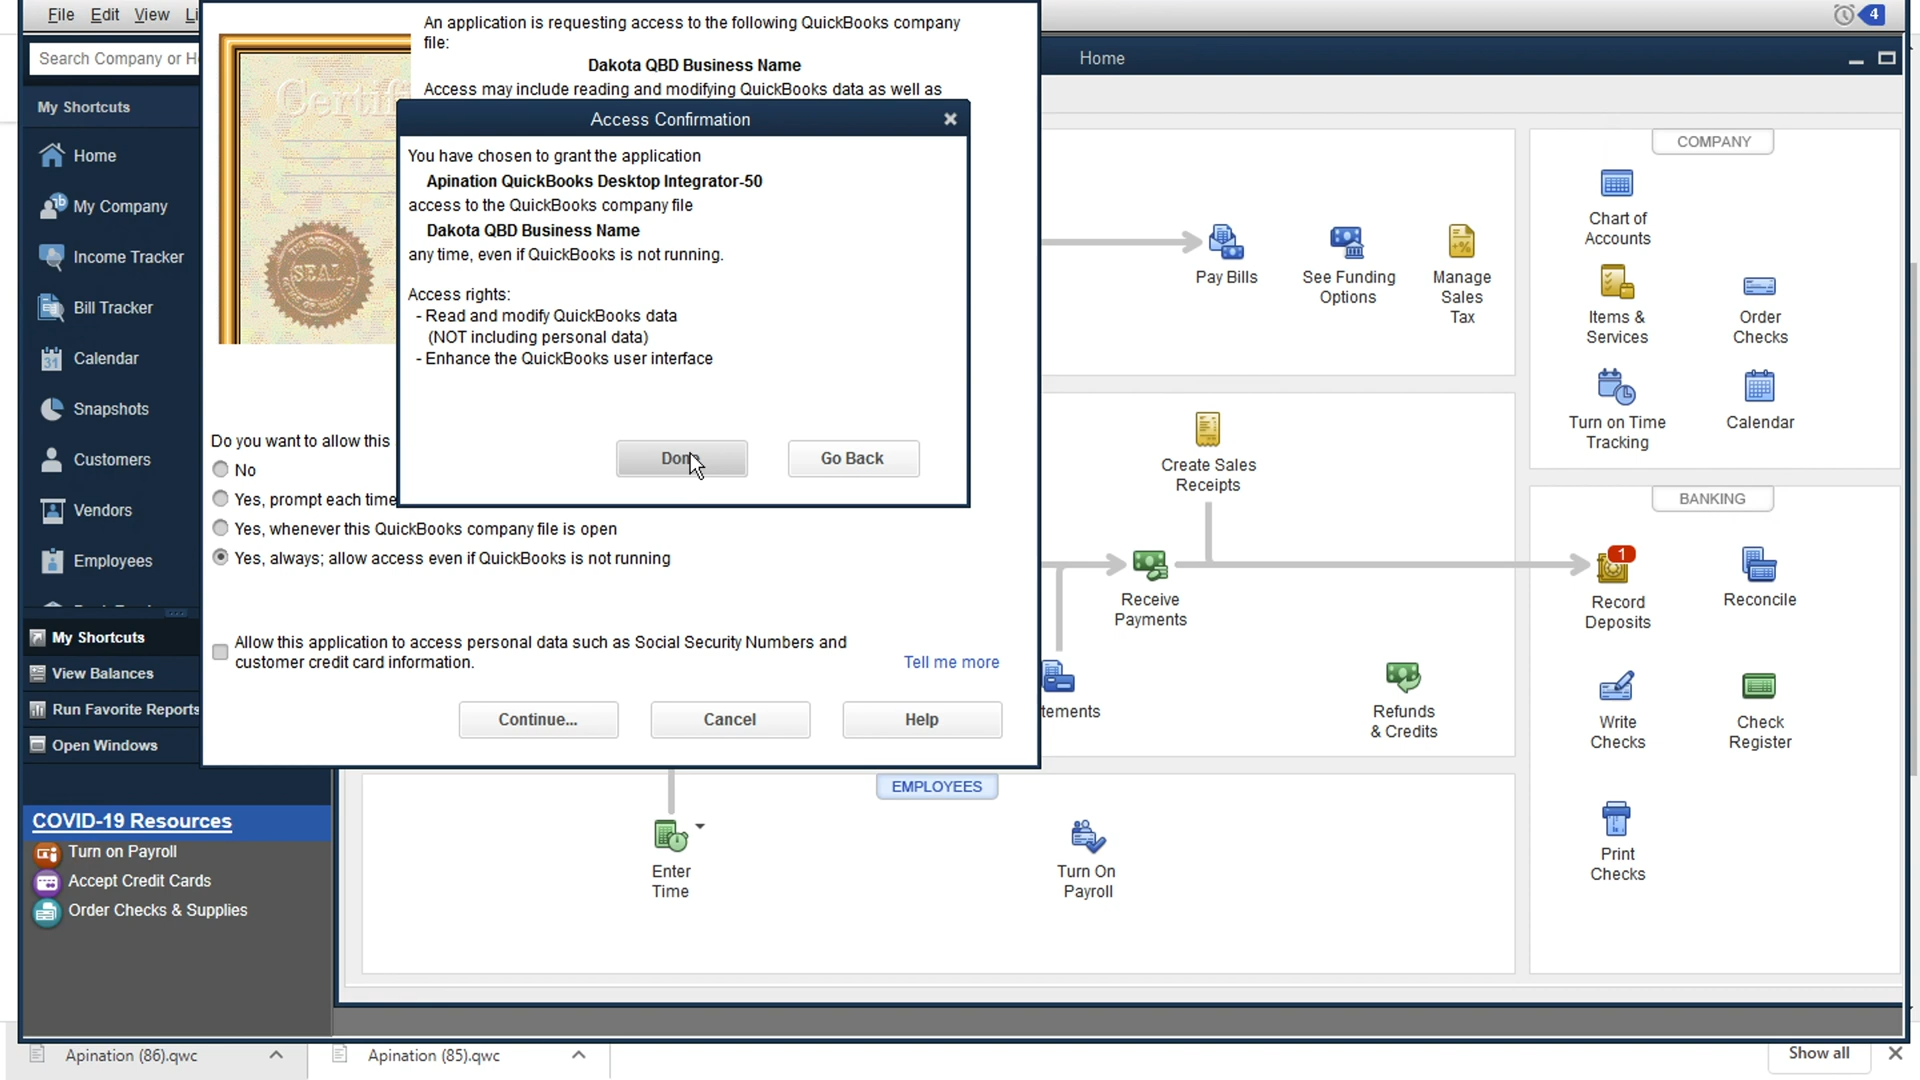 File Edit View
4
Search Company or
Home
My Shortcuts
Home
My Company
Income Tracker
Bill Tracker
31
Calendar
Snapshots
Customers
Vendors
Employees
My Shortcuts
View Balances
Run Favorite Reports
Open Windows
COVID-19 Resources
Turn on Payroll
Accept Credit Cards
Order Checks & Supplies
An application is requesting access to the following QuickBooks company
file:
Dakota QBD Business Name
Access may include reading and modifying QuickBooks data as well as
SEAL
Access Confirmation
You have chosen to grant the application
Apination QuickBooks Desktop Integrator-50
access to the QuickBooks company file
Dakota QBD Business Name
any time, even if QuickBooks is not running.
Access rights:
- Read and modify QuickBooks data
(NOT including personal data)
- Enhance the QuickBooks user interface
Done
Go Back
Do you want to allow this
No
Yes, prompt each time
Yes, whenever this QuickBooks company file is open
Yes, always; allow access even if QuickBooks is not running
Allow this application to access personal data such as Social Security Numbers and
customer credit card information.
Tell me more
Continue...
Cancel
Help
Pay Bills
See Funding
Options
Manage
Sales
Tax
Create Sales
Receipts
Receive
Payments
tements
Refunds
& Credits
EMPLOYEES
Enter
Time
Turn On
Payroll
COMPANY
Chart of
Accounts
Items &
Services
Order
Checks
Turn on Time
Tracking
Calendar
BANKING
1
Record
Deposits
Reconcile
Write
Checks
Check
Register
Print
Checks
Apination (86).qwc
Apination (85).qwc
Show all